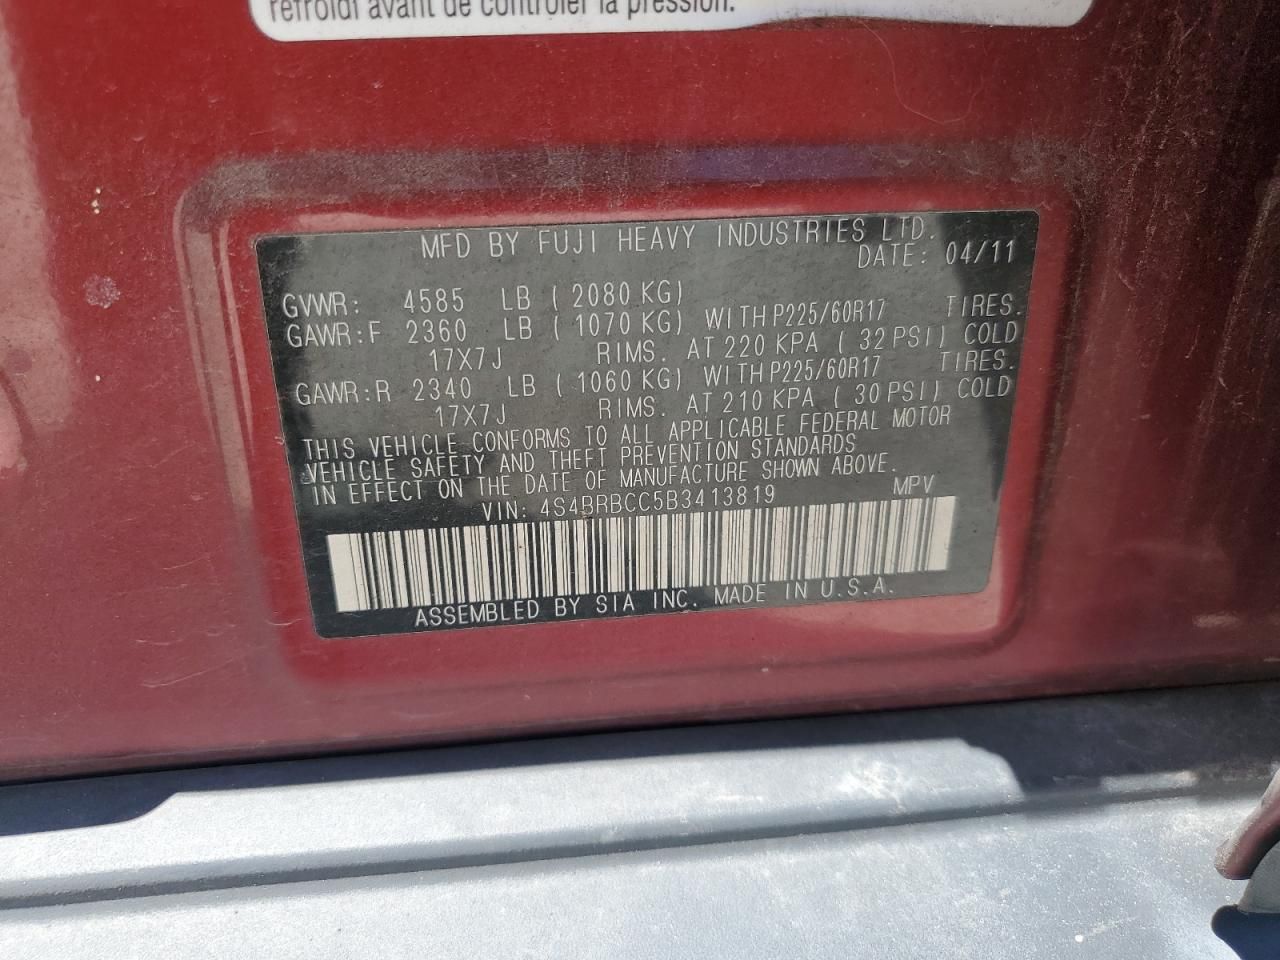 refroidi avant de contrôler la pression.
MFD BY FUJI HEAVY INDUSTRIES LTD.
DATE: 04/11
GVWR: 4585 LB ( 2080 KG)
GAWR:F 2360 LB ( 1070 KG) WITH P225/60R17 TIRES.
17X7J RIMS. AT 220 KPA ( 32 PSI) COLD
GAWR:R 2340 LB ( 1060 KG) WITH P225/60R17 TIRES.
17X7J RIMS. AT 210 KPA ( 30 PSI) COLD
THIS VEHICLE CONFORMS TO ALL APPLICABLE FEDERAL MOTOR
VEHICLE SAFETY AND THEFT PREVENTION STANDARDS
IN EFFECT ON THE DATE OF MANUFACTURE SHOWN ABOVE.
VIN: 4S4BRBCC5B3413819 MPV
ASSEMBLED BY SIA INC. MADE IN U.S.A.